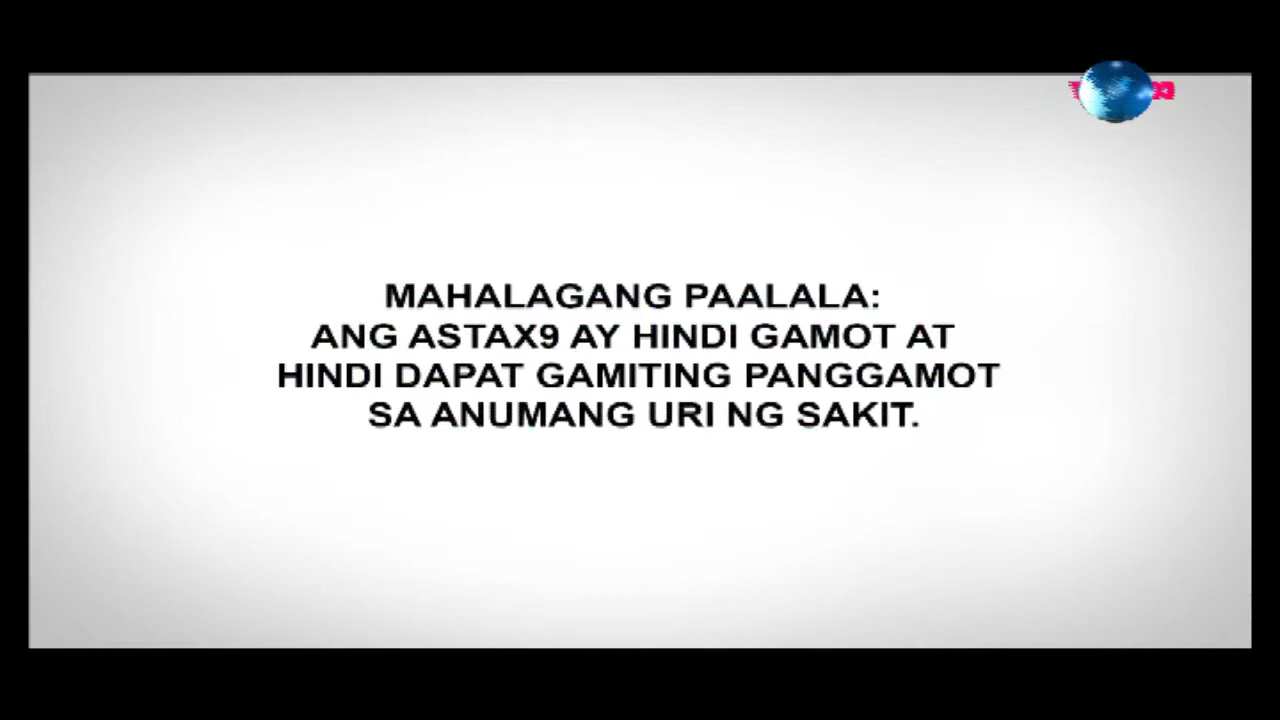 MAHALAGANG PAALALA:
ANG ASTAX9 AY HINDI GAMOT AT
HINDI DAPAT GAMITING PANGGAMOT
SA ANUMANG URI NG SAKIT.